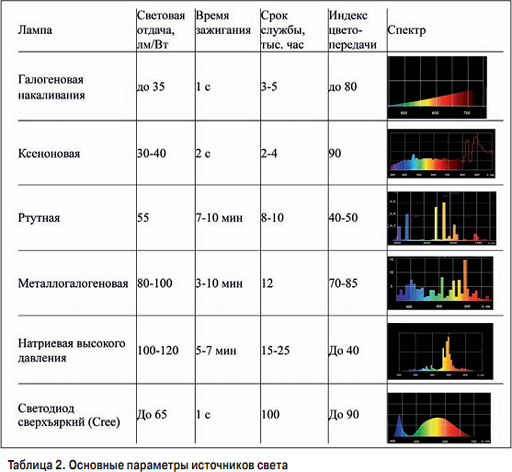 Лампа
Световая
отдача,
лм/Вт
Время
зажигания
Срок
службы,
тыс. час
Индекс
цвето-
передачи
Спектр
Галогеновая
накаливания
до 35
1 с
3-5
до 80
Ксеноновая
30-40
2 с
2-4
90
Ртутная
55
7-10 мин
8-10
40-50
Металлогалогеновая
80-100
3-10 мин
12
70-85
Натриевая высокого
давления
100-120
5-7 мин
15-25
До 40
Светодиод
сверхъяркий (Cree)
До 65
1 с
100
До 90
Таблица 2. Основные параметры источников света